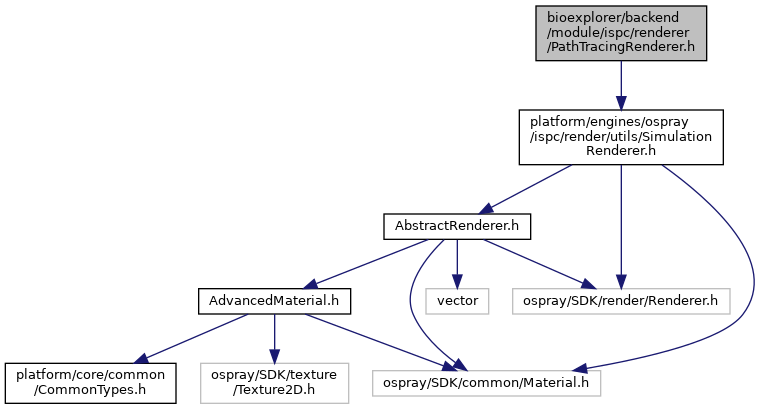 bioexplorer/backend
/module/ispc/renderer
/PathTracingRenderer.h
platform/engines/ospray
/ispc/render/utils/Simulation
Renderer.h
AbstractRenderer.h
AdvancedMaterial.h
vector
ospray/SDK/render/Renderer.h
platform/core/common
/CommonTypes.h
ospray/SDK/texture
/Texture2D.h
ospray/SDK/common/Material.h